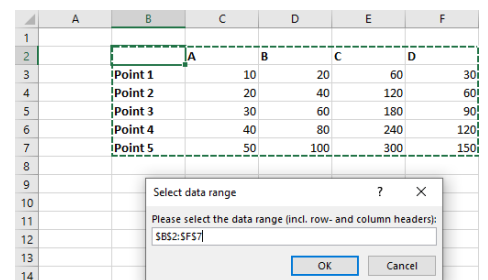 A B C D E F
1
2 A B C D
3 Point 1 10 20 60 30
4 Point 2 20 40 120 60
5 Point 3 30 60 180 90
6 Point 4 40 80 240 120
7 Point 5 50 100 300 150
8
9
Select data range ? ×
10
11 Please select the data range (incl. row- and column headers):
12 $B$2:$F$7
13
OK Cancel
14